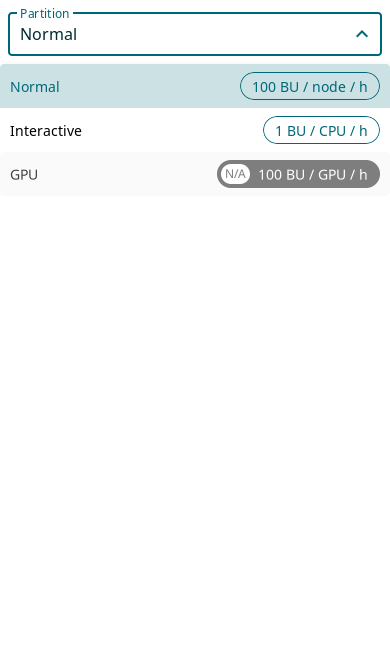 Partition
Normal
Normal 100 BU / node / h
Interactive 1 BU / CPU / h
GPU N/A 100 BU / GPU / h